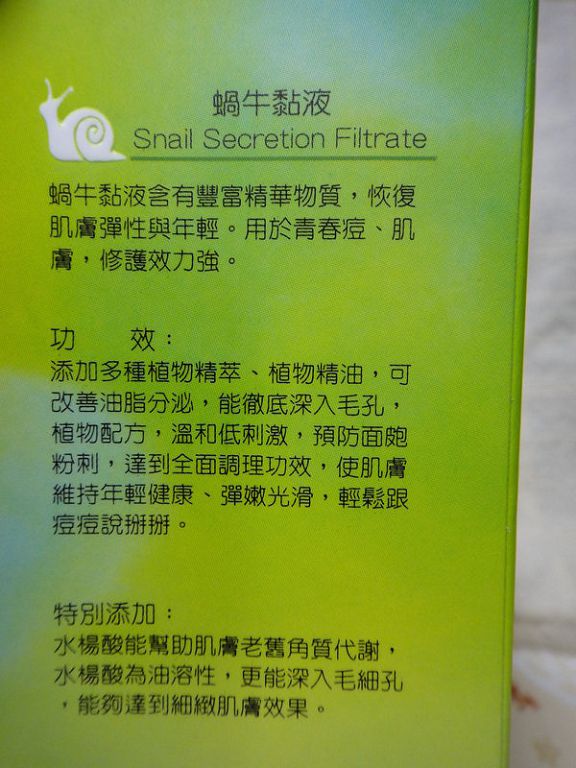 蝸牛黏液
Snail Secretion Filtrate
蝸牛黏液含有豐富精華物質，恢復
肌膚彈性與年輕。用於青春痘、肌
膚，修護效力強。
功　　效：
添加多種植物精萃、植物精油，可
改善油脂分泌，能徹底深入毛孔，
植物配方，溫和低刺激，預防面皰
粉刺，達到全面調理功效，使肌膚
維持年輕健康、彈嫩光滑，輕鬆跟
痘痘說掰掰。
特別添加：
水楊酸能幫助肌膚老舊角質代謝，
水楊酸為油溶性，更能深入毛細孔
，能夠達到細緻肌膚效果。